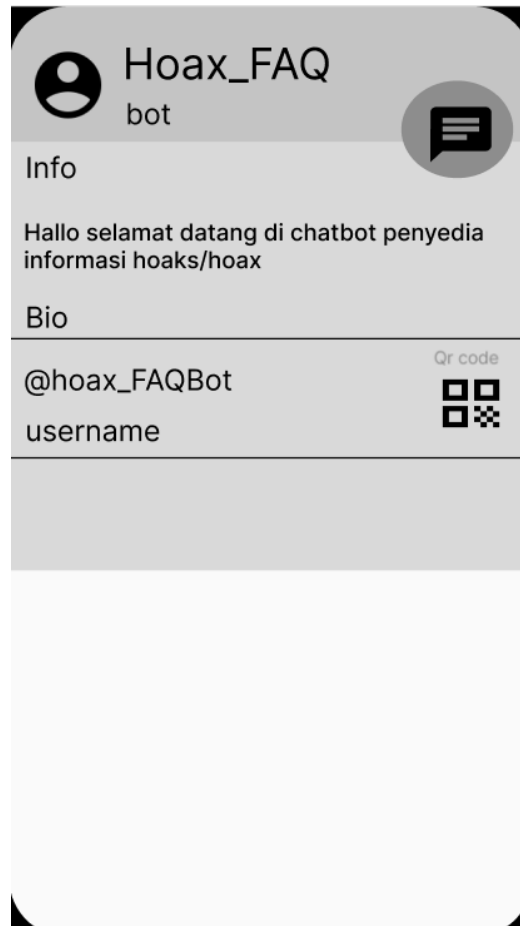 Hoax_FAQ
bot
Info
Hallo selamat datang di chatbot penyedia
informasi hoaks/hoax
Bio
Qr code
@hoax_FAQBot
username